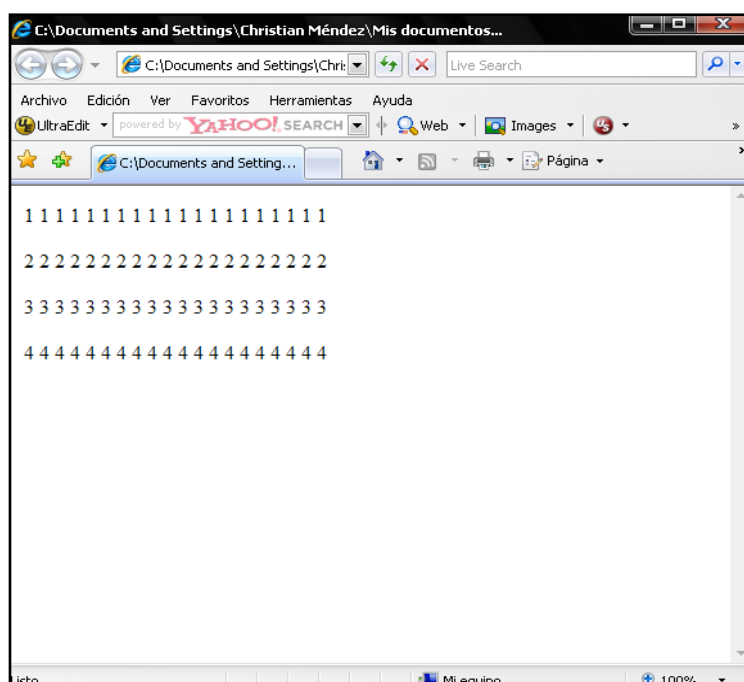 C:\Documents and Settings\Christian Méndez\Mis documentos...
C:\Documents and Settings\Chri: Live Search
Archivo Edición Ver Favoritos Herramientas Ayuda
UltraEdit powered by YAHOO! SEARCH Web Images »
C:\Documents and Setting... Página »
1 1 1 1 1 1 1 1 1 1 1 1 1 1 1 1 1 1 1 1
2 2 2 2 2 2 2 2 2 2 2 2 2 2 2 2 2 2 2 2
3 3 3 3 3 3 3 3 3 3 3 3 3 3 3 3 3 3 3 3
4 4 4 4 4 4 4 4 4 4 4 4 4 4 4 4 4 4 4 4
Listo Mi equipo 100%